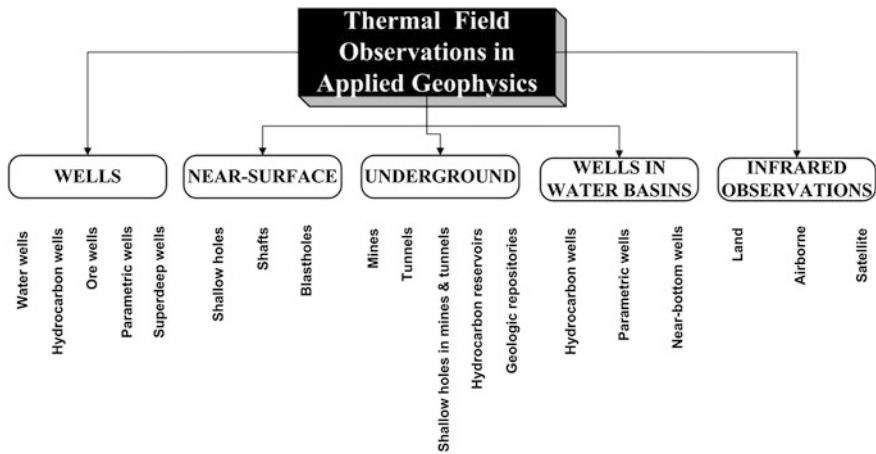 Thermal Field
Observations in
Applied Geophysics
WELLS
NEAR-SURFACE
UNDERGROUND
WELLS IN
WATER BASINS
INFRARED
OBSERVATIONS
Water wells
Hydrocarbon wells
Ore wells
Parametric wells
Superdeep wells
Shallow holes
Shafts
Blastholes
Mines
Tunnels
Shallow holes in mines & tunnels
Hydrocarbon reservoirs
Geologic repositories
Hydrocarbon wells
Parametric wells
Near-bottom wells
Land
Airborne
Satellite